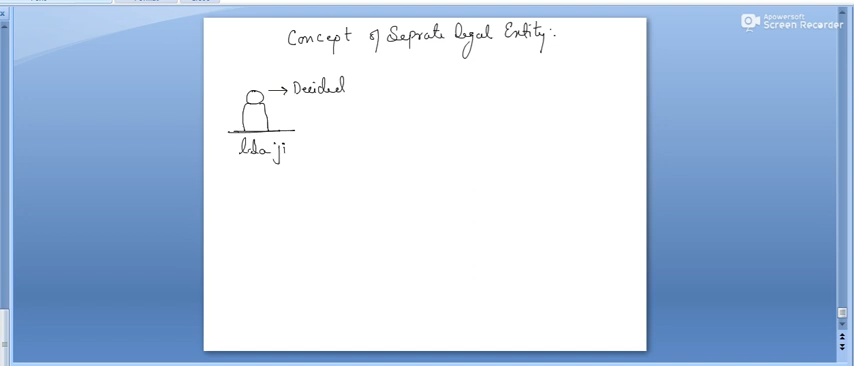 Concept of Seprate Legal Entity:.
→ Decided
lala ji
Apowersoft
Screen Recorder